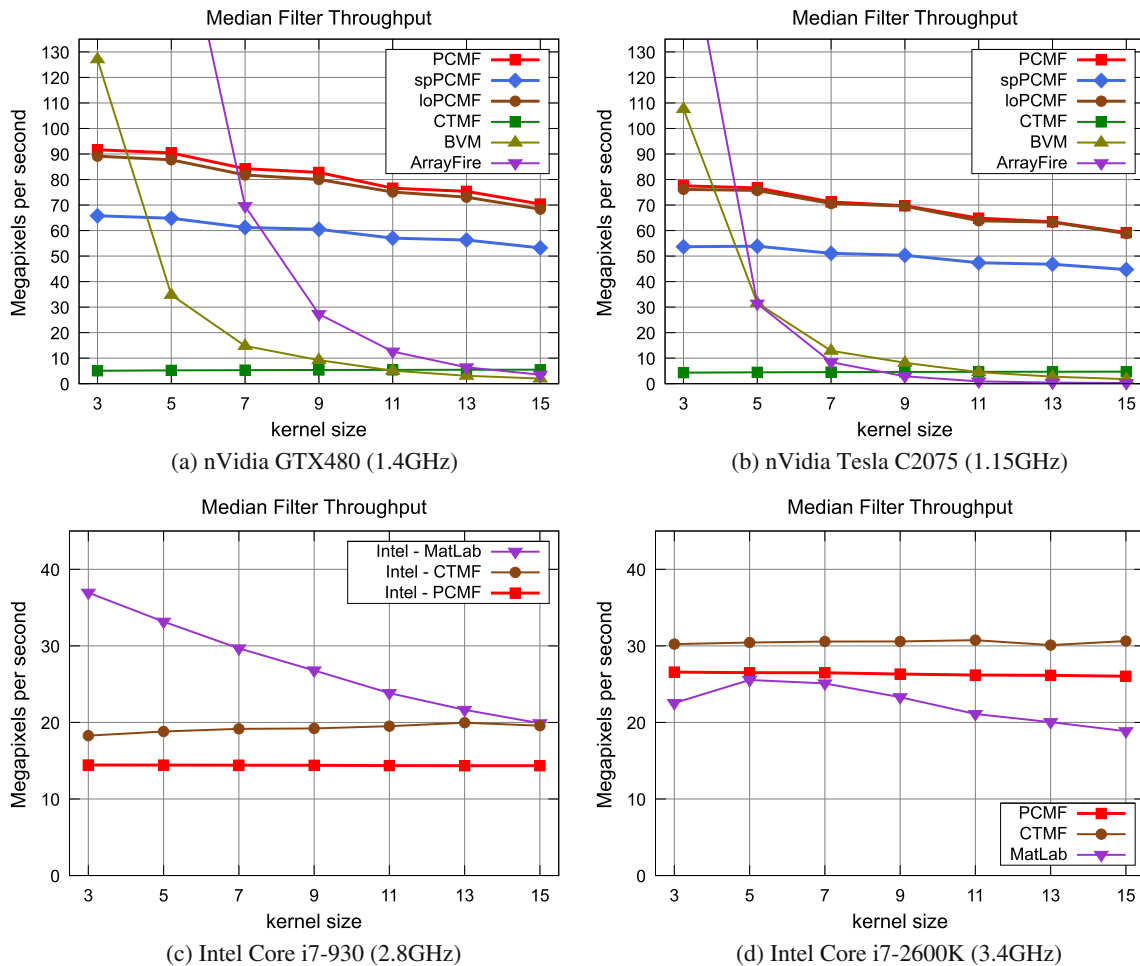 Median Filter Throughput
Megapixels per second
130
120
110
100
90
80
70
60
50
40
30
20
10
0
PCMF
spPCMF
loPCMF
CTMF
BVM
ArrayFire
3 5 7 9 11 13 15
kernel size
(a) nVidia GTX480 (1.4GHz)
Median Filter Throughput
Megapixels per second
130
120
110
100
90
80
70
60
50
40
30
20
10
0
PCMF
spPCMF
loPCMF
CTMF
BVM
ArrayFire
3 5 7 9 11 13 15
kernel size
(b) nVidia Tesla C2075 (1.15GHz)
Median Filter Throughput
Megapixels per second
40
30
20
10
0
Intel - MatLab
Intel - CTMF
Intel - PCMF
3 5 7 9 11 13 15
kernel size
(c) Intel Core i7-930 (2.8GHz)
Median Filter Throughput
Megapixels per second
40
30
20
10
0
PCMF
CTMF
MatLab
3 5 7 9 11 13 15
kernel size
(d) Intel Core i7-2600K (3.4GHz)